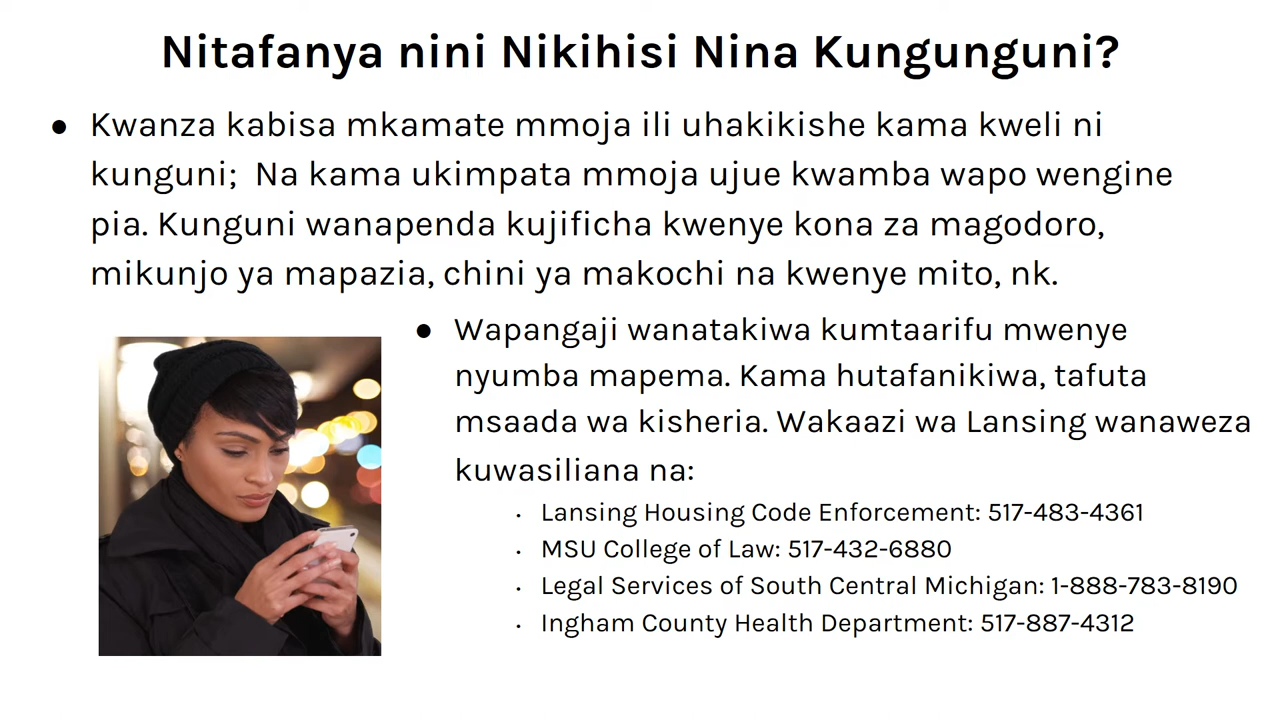 Nitafanya nini Nikihisi Nina Kungunguni?
● Kwanza kabisa mkamate mmoja ili uhakikishe kama kweli ni
kunguni; Na kama ukimpata mmoja ujue kwamba wapo wengine
pia. Kunguni wanapenda kujificha kwenye kona za magodoro,
mikunjo ya mapazia, chini ya makochi na kwenye mito, nk.
● Wapangaji wanatakiwa kumtaarifu mwenye
nyumba mapema. Kama hutafanikiwa, tafuta
msaada wa kisheria. Wakaazi wa Lansing wanaweza
kuwasiliana na:
• Lansing Housing Code Enforcement: 517-483-4361
• MSU College of Law: 517-432-6880
• Legal Services of South Central Michigan: 1-888-783-8190
• Ingham County Health Department: 517-887-4312